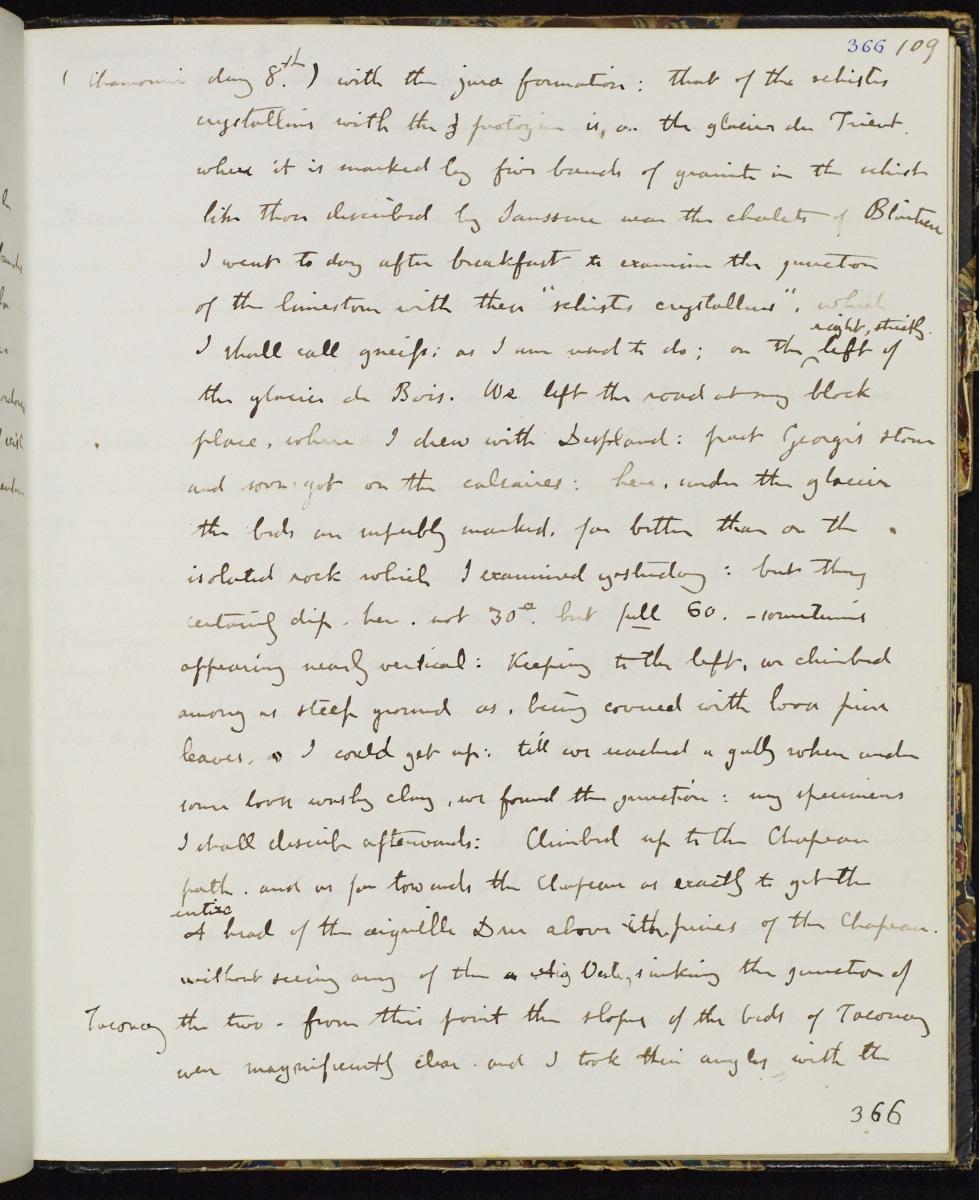 366 109
(Chamonix day 8.th) with the jura formation: that of the schistes
crystallins with the protogine is, on the glacier du Trient.
where it is marked by five bands of granite in the schist
like those described by Saussure near the chalets of Blaitiere
I went to day after breakfast to examine the junction
of the limestone with these "schistes crystallins", which
I shall call gneiss: as I am used to do; on the left of
right, strictly.
the glacier de Bois. We left the road at my block
place, where I drew with Despland: past George's stone
and soon got on the calcaires: here, under the glacier
the beds are superbly marked, far better than on the
isolated rock which I examined yesterday: but they
certainly dip. here. not 30º. but full 60. - sometimes
appearing nearly vertical: Keeping to the left, we climbed
among as steep ground as, being covered with loose pine
leaves, I could get up: till we reached a gully where under
some loose washy clay, we found the junction: my specimens
I shall describe afterwards: Climbed up to the Chapeau
path. and as far towards the Chapeau as exactly to get the
entire
head of the aiguille Dru above the pines of the Chapeau.
without seeing any of the Aig Verte, sinking the junction of
Taconay the two. from this point the slopes of the beds of Taconay
were magnificently clear. and I took their angles with the
366